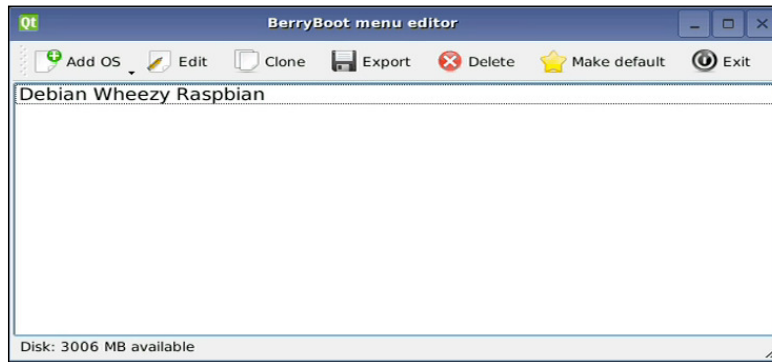 Qt BerryBoot menu editor
Add OS Edit Clone Export Delete Make default Exit
Debian Wheezy Raspbian
Disk: 3006 MB available